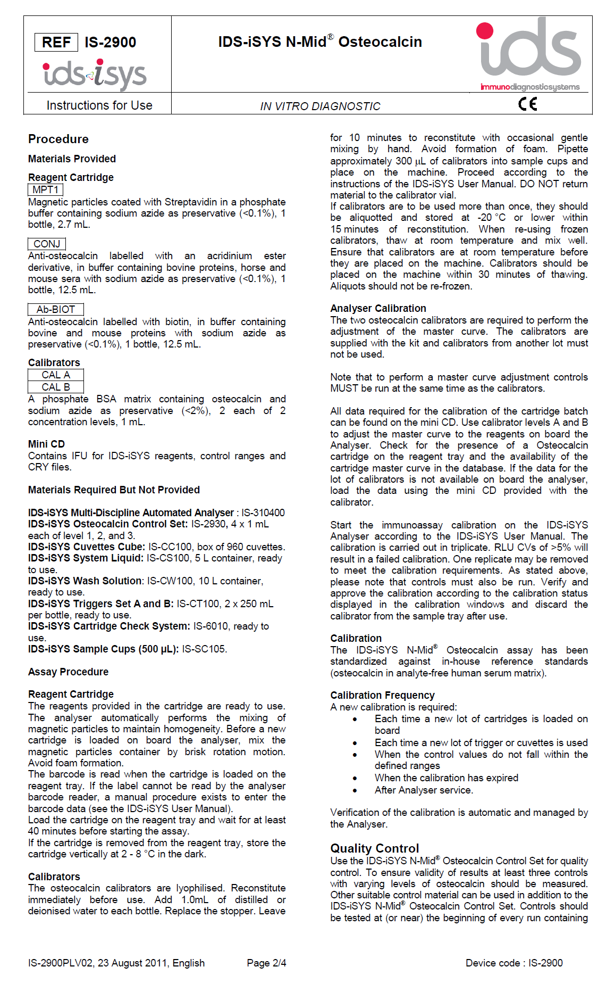 REF IS-2900
ids-isys
IDS-iSYS N-Mid® Osteocalcin
ids
immunodiagnosticsystems
Instructions for Use
IN VITRO DIAGNOSTIC
CE
Procedure
Materials Provided
Reagent Cartridge
MPT1
Magnetic particles coated with Streptavidin in a phosphate
buffer containing sodium azide as preservative (<0.1%), 1
bottle, 2.7 mL.
CONJ
Anti-osteocalcin labelled with an acridinium ester
derivative, in buffer containing bovine proteins, horse and
mouse sera with sodium azide as preservative (<0.1%), 1
bottle, 12.5 mL.
Ab-BIOT
Anti-osteocalcin labelled with biotin, in buffer containing
bovine and mouse proteins with sodium azide as
preservative (<0.1%), 1 bottle, 12.5 mL.
Calibrators
CAL A
CAL B
A phosphate BSA matrix containing osteocalcin and
sodium azide as preservative (<2%), 2 each of 2
concentration levels, 1 mL.
Mini CD
Contains IFU for IDS-iSYS reagents, control ranges and
CRY files.
Materials Required But Not Provided
IDS-iSYS Multi-Discipline Automated Analyser : IS-310400
IDS-iSYS Osteocalcin Control Set: IS-2930, 4 x 1 mL
each of level 1, 2, and 3.
IDS-iSYS Cuvettes Cube: IS-CC100, box of 960 cuvettes.
IDS-iSYS System Liquid: IS-CS100, 5 L container, ready
to use.
IDS-iSYS Wash Solution: IS-CW100, 10 L container,
ready to use.
IDS-iSYS Triggers Set A and B: IS-CT100, 2 x 250 mL
per bottle, ready to use.
IDS-iSYS Cartridge Check System: IS-6010, ready to
use.
IDS-iSYS Sample Cups (500 µL): IS-SC105.
Assay Procedure
Reagent Cartridge
The reagents provided in the cartridge are ready to use.
The analyser automatically performs the mixing of
magnetic particles to maintain homogeneity. Before a new
cartridge is loaded on board the analyser, mix the
magnetic particles container by brisk rotation motion.
Avoid foam formation.
The barcode is read when the cartridge is loaded on the
reagent tray. If the label cannot be read by the analyser
barcode reader, a manual procedure exists to enter the
barcode data (see the IDS-iSYS User Manual).
Load the cartridge on the reagent tray and wait for at least
40 minutes before starting the assay.
If the cartridge is removed from the reagent tray, store the
cartridge vertically at 2 - 8 °C in the dark.
Calibrators
The osteocalcin calibrators are lyophilised. Reconstitute
immediately before use. Add 1.0mL of distilled or
deionised water to each bottle. Replace the stopper. Leave
for 10 minutes to reconstitute with occasional gentle
mixing by hand. Avoid formation of foam. Pipette
approximately 300 µL of calibrators into sample cups and
place on the machine. Proceed according to the
instructions of the IDS-iSYS User Manual. DO NOT return
material to the calibrator vial.
If calibrators are to be used more than once, they should
be aliquotted and stored at -20 °C or lower within
15 minutes of reconstitution. When re-using frozen
calibrators, thaw at room temperature and mix well.
Ensure that calibrators are at room temperature before
they are placed on the machine. Calibrators should be
placed on the machine within 30 minutes of thawing.
Aliquots should not be re-frozen.
Analyser Calibration
The two osteocalcin calibrators are required to perform the
adjustment of the master curve. The calibrators are
supplied with the kit and calibrators from another lot must
not be used.
Note that to perform a master curve adjustment controls
MUST be run at the same time as the calibrators.
All data required for the calibration of the cartridge batch
can be found on the mini CD. Use calibrator levels A and B
to adjust the master curve to the reagents on board the
Analyser. Check for the presence of a Osteocalcin
cartridge on the reagent tray and the availability of the
cartridge master curve in the database. If the data for the
lot of calibrators is not available on board the analyser,
load the data using the mini CD provided with the
calibrator.
Start the immunoassay calibration on the IDS-iSYS
Analyser according to the IDS-iSYS User Manual. The
calibration is carried out in triplicate. RLU CVs of >5% will
result in a failed calibration. One replicate may be removed
to meet the calibration requirements. As stated above,
please note that controls must also be run. Verify and
approve the calibration according to the calibration status
displayed in the calibration windows and discard the
calibrator from the sample tray after use.
Calibration
The IDS-iSYS N-Mid® Osteocalcin assay has been
standardized against in-house reference standards
(osteocalcin in analyte-free human serum matrix).
Calibration Frequency
A new calibration is required:
• Each time a new lot of cartridges is loaded on
board
• Each time a new lot of trigger or cuvettes is used
• When the control values do not fall within the
defined ranges
• When the calibration has expired
• After Analyser service.
Verification of the calibration is automatic and managed by
the Analyser.
Quality Control
Use the IDS-iSYS N-Mid® Osteocalcin Control Set for quality
control. To ensure validity of results at least three controls
with varying levels of osteocalcin should be measured.
Other suitable control material can be used in addition to the
IDS-iSYS N-Mid® Osteocalcin Control Set. Controls should
be tested at (or near) the beginning of every run containing
IS-2900PLV02, 23 August 2011, English Page 2/4 Device code : IS-2900